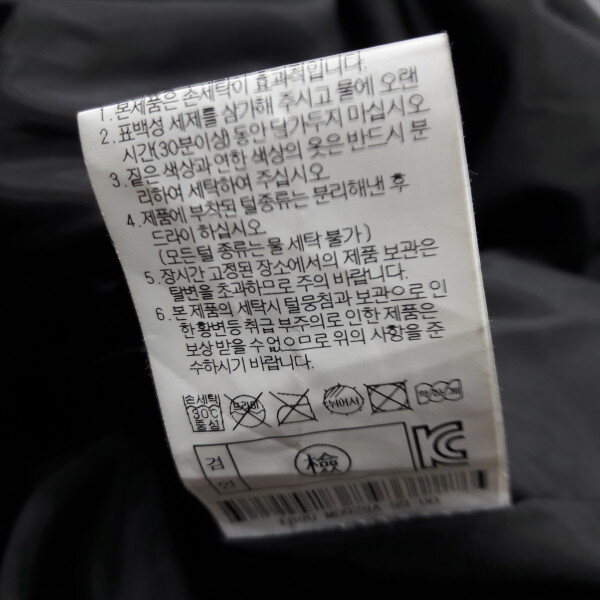 1. 본제품은 손세탁이 효과적입니다.
2. 표백성 세제를 삼가해 주시고 물에 오랜
시간(30분이상) 동안 담가두지 마십시오
3. 짙은 색상과 연한 색상의 옷은 반드시 분
리하여 세탁하여 주십시오
4. 제품에 부착된 털종류는 분리해낸 후
드라이 하십시오
(모든 털 종류는 물 세탁 불가)
5. 장시간 고정된 장소에서의 제품 보관은
변을 초과하므로 주의 바랍니다.
6. 본 제품의 세탁시 털뭉침과 보관으로 인
한 황변등 취급 부주의로 인한 제품은
보상 받을 수 없으므로 위의 사항을 준
수하시기 바랍니다.
손세탁 30℃ 중성 드라이 뉘어서
검인 檢